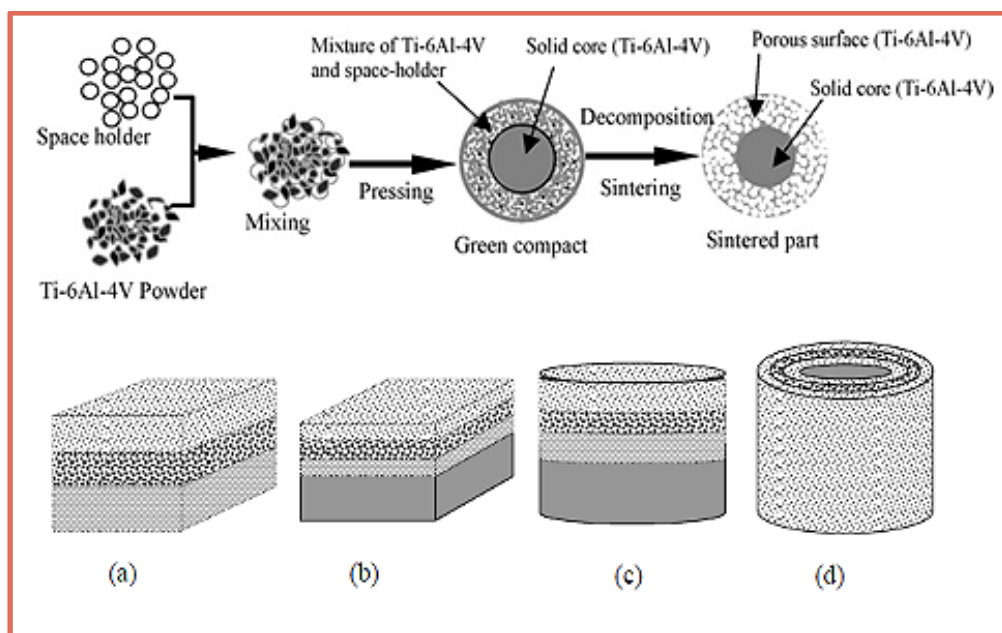 Space holder
Ti-6Al-4V Powder
Mixing
Pressing
Mixture of Ti-6Al-4V
and space-holder
Solid core (Ti-6Al-4V)
Green compact
Decomposition
Sintering
Porous surface (Ti-6Al-4V)
Solid core (Ti-6Al-4V)
Sintered part
(a)
(b)
(c)
(d)